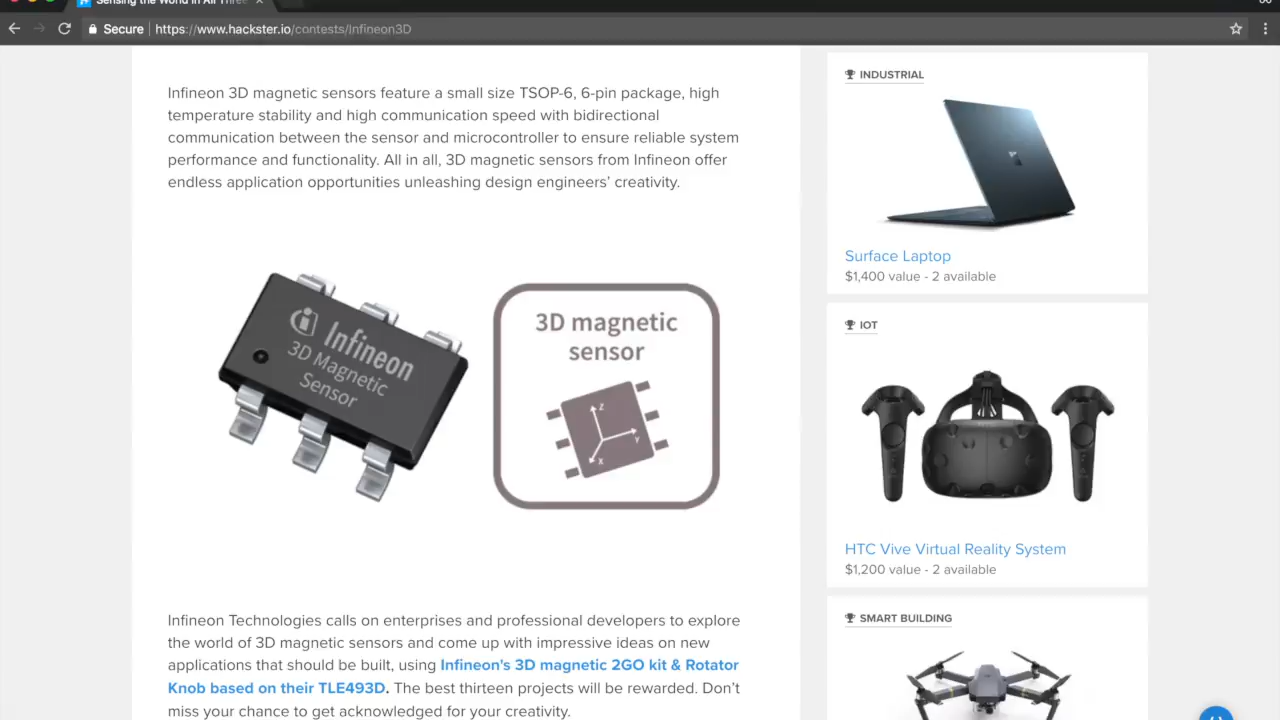 Sensing the World in All Three
Secure
https://www.hackster.io/contests/Infineon3D
Infineon 3D magnetic sensors feature a small size TSOP-6, 6-pin package, high
temperature stability and high communication speed with bidirectional
communication between the sensor and microcontroller to ensure reliable system
performance and functionality. All in all, 3D magnetic sensors from Infineon offer
endless application opportunities unleashing design engineers’ creativity.
Infineon
3D Magnetic
Sensor
3D magnetic
sensor
Z
Y
X
Infineon Technologies calls on enterprises and professional developers to explore
the world of 3D magnetic sensors and come up with impressive ideas on new
applications that should be built, using Infineon's 3D magnetic 2GO kit & Rotator
Knob based on their TLE493D. The best thirteen projects will be rewarded. Don’t
miss your chance to get acknowledged for your creativity.
INDUSTRIAL
Surface Laptop
$1,400 value - 2 available
IOT
HTC Vive Virtual Reality System
$1,200 value - 2 available
SMART BUILDING